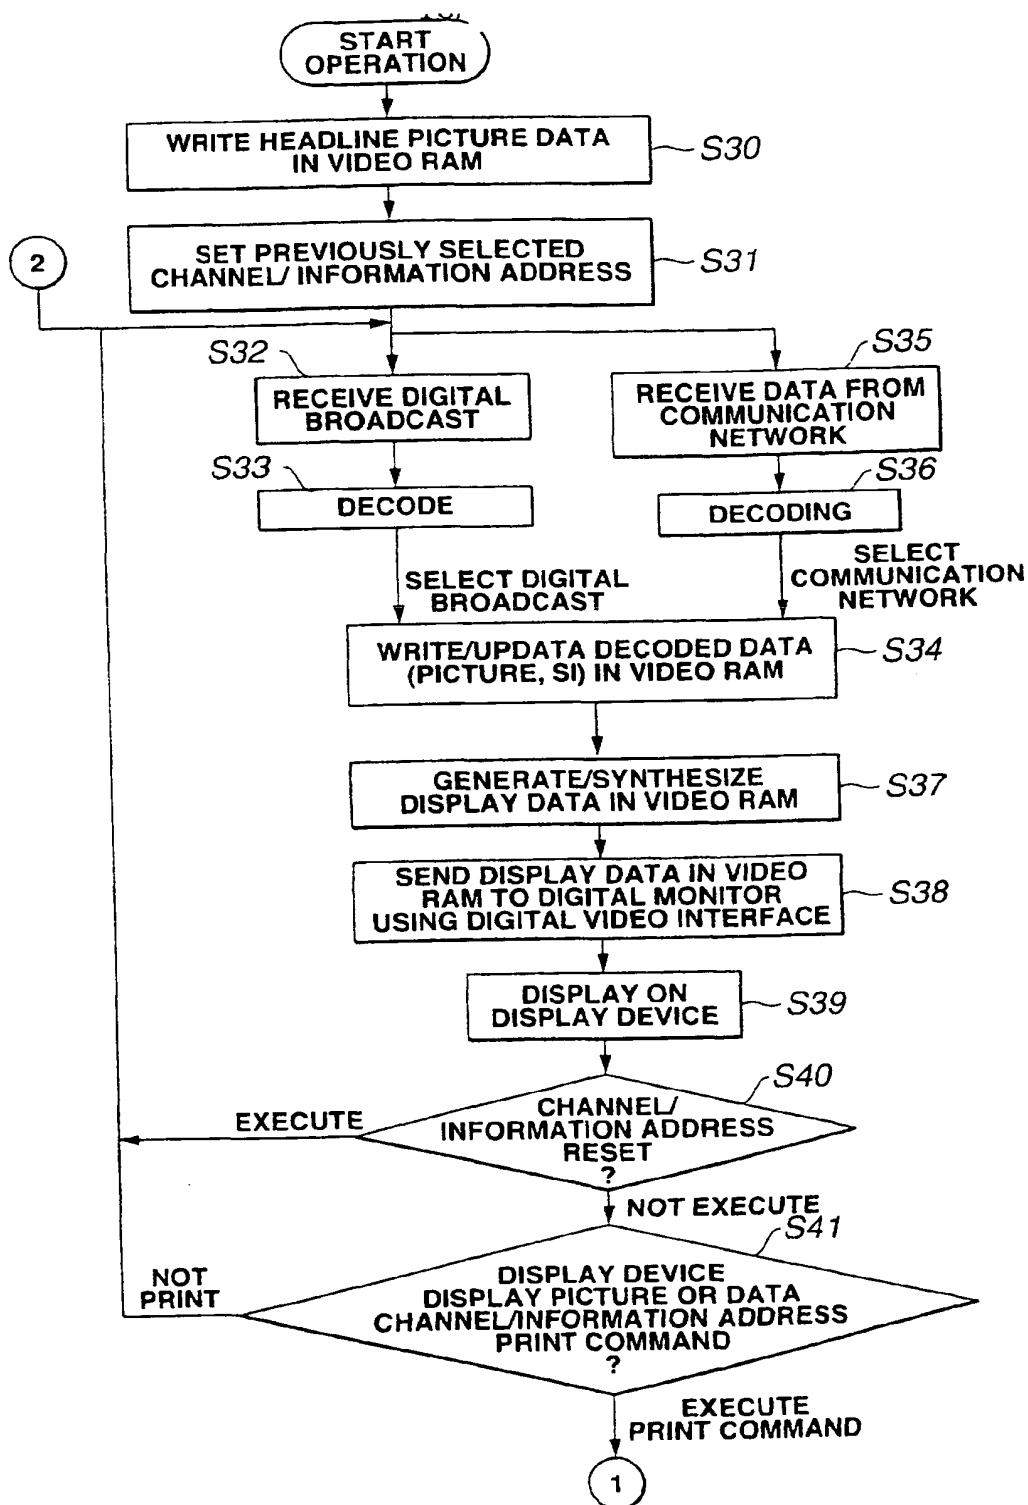 START
OPERATION
WRITE HEADLINE PICTURE DATA
IN VIDEO RAM
S30
SET PREVIOUSLY SELECTED
CHANNEL/ INFORMATION ADDRESS
S31
2
S32
RECEIVE DIGITAL
BROADCAST
S35
RECEIVE DATA FROM
COMMUNICATION
NETWORK
S33
DECODE
S36
DECODING
SELECT DIGITAL
BROADCAST
SELECT
COMMUNICATION
NETWORK
WRITE/UPDATA DECODED DATA
(PICTURE, SI) IN VIDEO RAM
S34
GENERATE/SYNTHESIZE
DISPLAY DATA IN VIDEO RAM
S37
SEND DISPLAY DATA IN VIDEO
RAM TO DIGITAL MONITOR
USING DIGITAL VIDEO INTERFACE
S38
DISPLAY ON
DISPLAY DEVICE
S39
S40
CHANNEL/
INFORMATION ADDRESS
RESET
?
EXECUTE
NOT EXECUTE
S41
DISPLAY DEVICE
DISPLAY PICTURE OR DATA
CHANNEL/INFORMATION ADDRESS
PRINT COMMAND
?
NOT
PRINT
EXECUTE
PRINT COMMAND
1